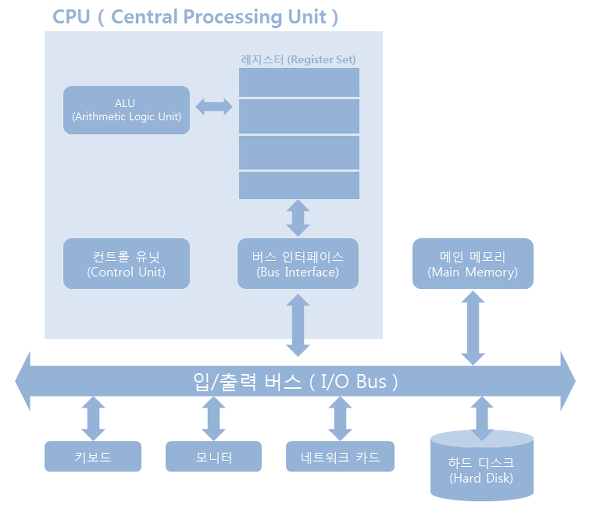 CPU ( Central Processing Unit )
레지스터 (Register Set)
ALU
(Arithmetic Logic Unit)
컨트롤 유닛
(Control Unit)
버스 인터페이스
(Bus Interface)
메인 메모리
(Main Memory)
입/출력 버스 ( I/O Bus )
키보드
모니터
네트워크 카드
하드 디스크
(Hard Disk)